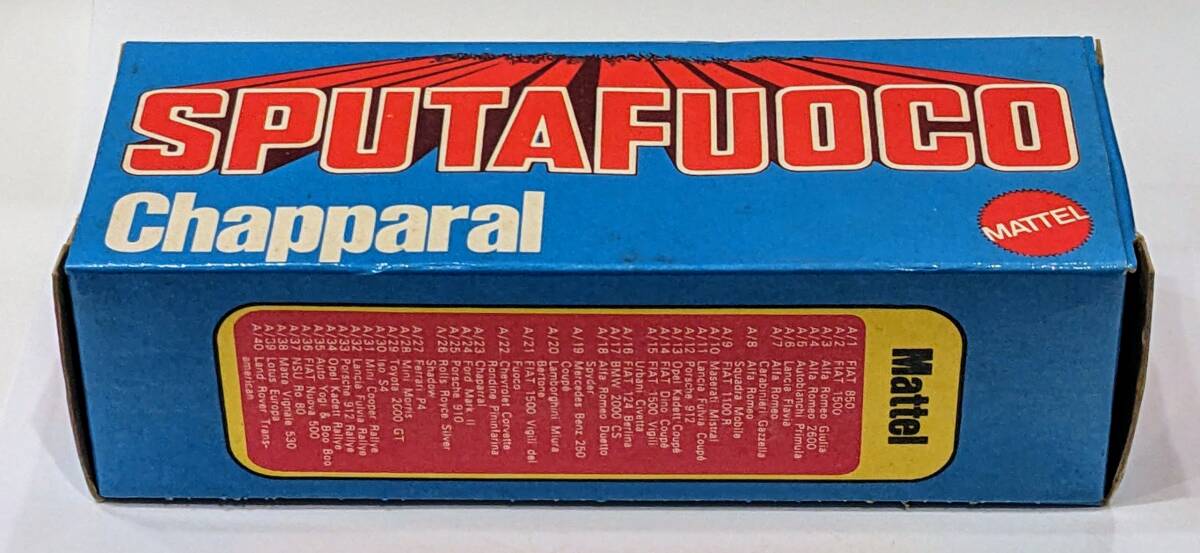 SPUTAFUOCO
Chapparal
MATTEL
Mattel
A/1 FIAT 850
A/2 FIAT 1500
A/3 Alfa Romeo Giulia
A/4 Alfa Romeo 2600
A/5 Autobianchi Primula
A/6 Lancia Flavia
A/7 Alfa Romeo
Carabinieri Gazzella
A/8 Alfa Romeo
Squadra Mobile
A/9 FIAT 1100 R
A/10 Maserati Mistral
A/11 Lancia Fulvia Coupé
A/12 Porsche 912
A/13 Opel Kadett Coupé
A/14 FIAT Dino Coupé
A/15 FIAT 1500 Vigili
Urbani Civetta
A/16 FIAT 124 Berlina
A/17 BMW 2000 CS
A/18 Alfa Romeo Duetto
Spyder
A/19 Mercedes Benz 250
Coupé
A/20 Lamborghini Miura
Bertone
A/21 FIAT 1500 Vigili del
Fuoco
A/22 Chevrolet Corvette
Rondine Pininfarina
A/23 Chaparral
A/24 Ford Mark II
A/25 Porsche 910
A/26 Rolls Royce Silver
Shadow
A/27 Ferrari 774
A/28 Mini Morris
A/29 Toyota 2000 GT
A/30 Iso S4
A/31 Mini Cooper Rallye
A/32 Lancia Fulvia Rallye
A/33 Porsche 912 Rallye
A/34 Opel Kadett Rallye
A/35 Auto Yogi & Boo Boo
A/36 FIAT Nuova 500
A/37 NSU Ro 80
A/38 Matra Vignale 530
A/39 Lotus Europa
A/40 Land Rover Trans-
american